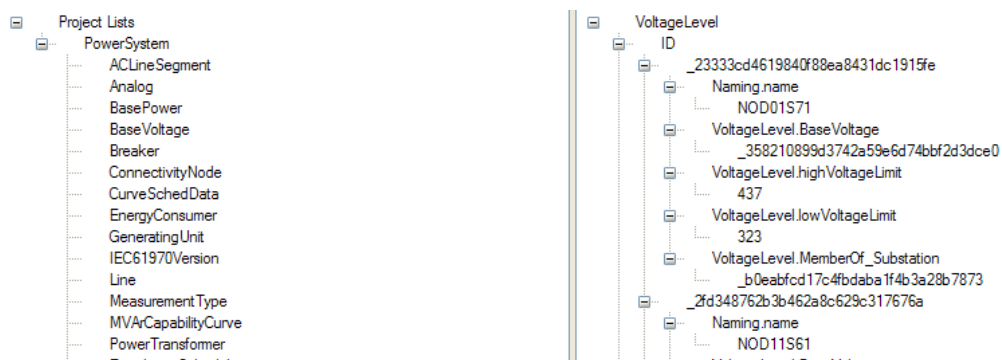 Project Lists
PowerSystem
ACLineSegment
Analog
BasePower
BaseVoltage
Breaker
ConnectivityNode
CurveSchedData
EnergyConsumer
GeneratingUnit
IEC61970Version
Line
MeasurementType
MVArCapabilityCurve
PowerTransformer
VoltageLevel
ID
_23333cd4619840f88ea8431dc1915fe
Naming.name
NOD01S71
VoltageLevel.BaseVoltage
_358210899d3742a59e6d74bbf2d3dce0
VoltageLevel.highVoltageLimit
437
VoltageLevel.lowVoltageLimit
323
VoltageLevel.MemberOf_Substation
_b0eabfcd17c4fbdaba1f4b3a28b7873
_2fd348762b3b462a8c629c317676a
Naming.name
NOD11S61